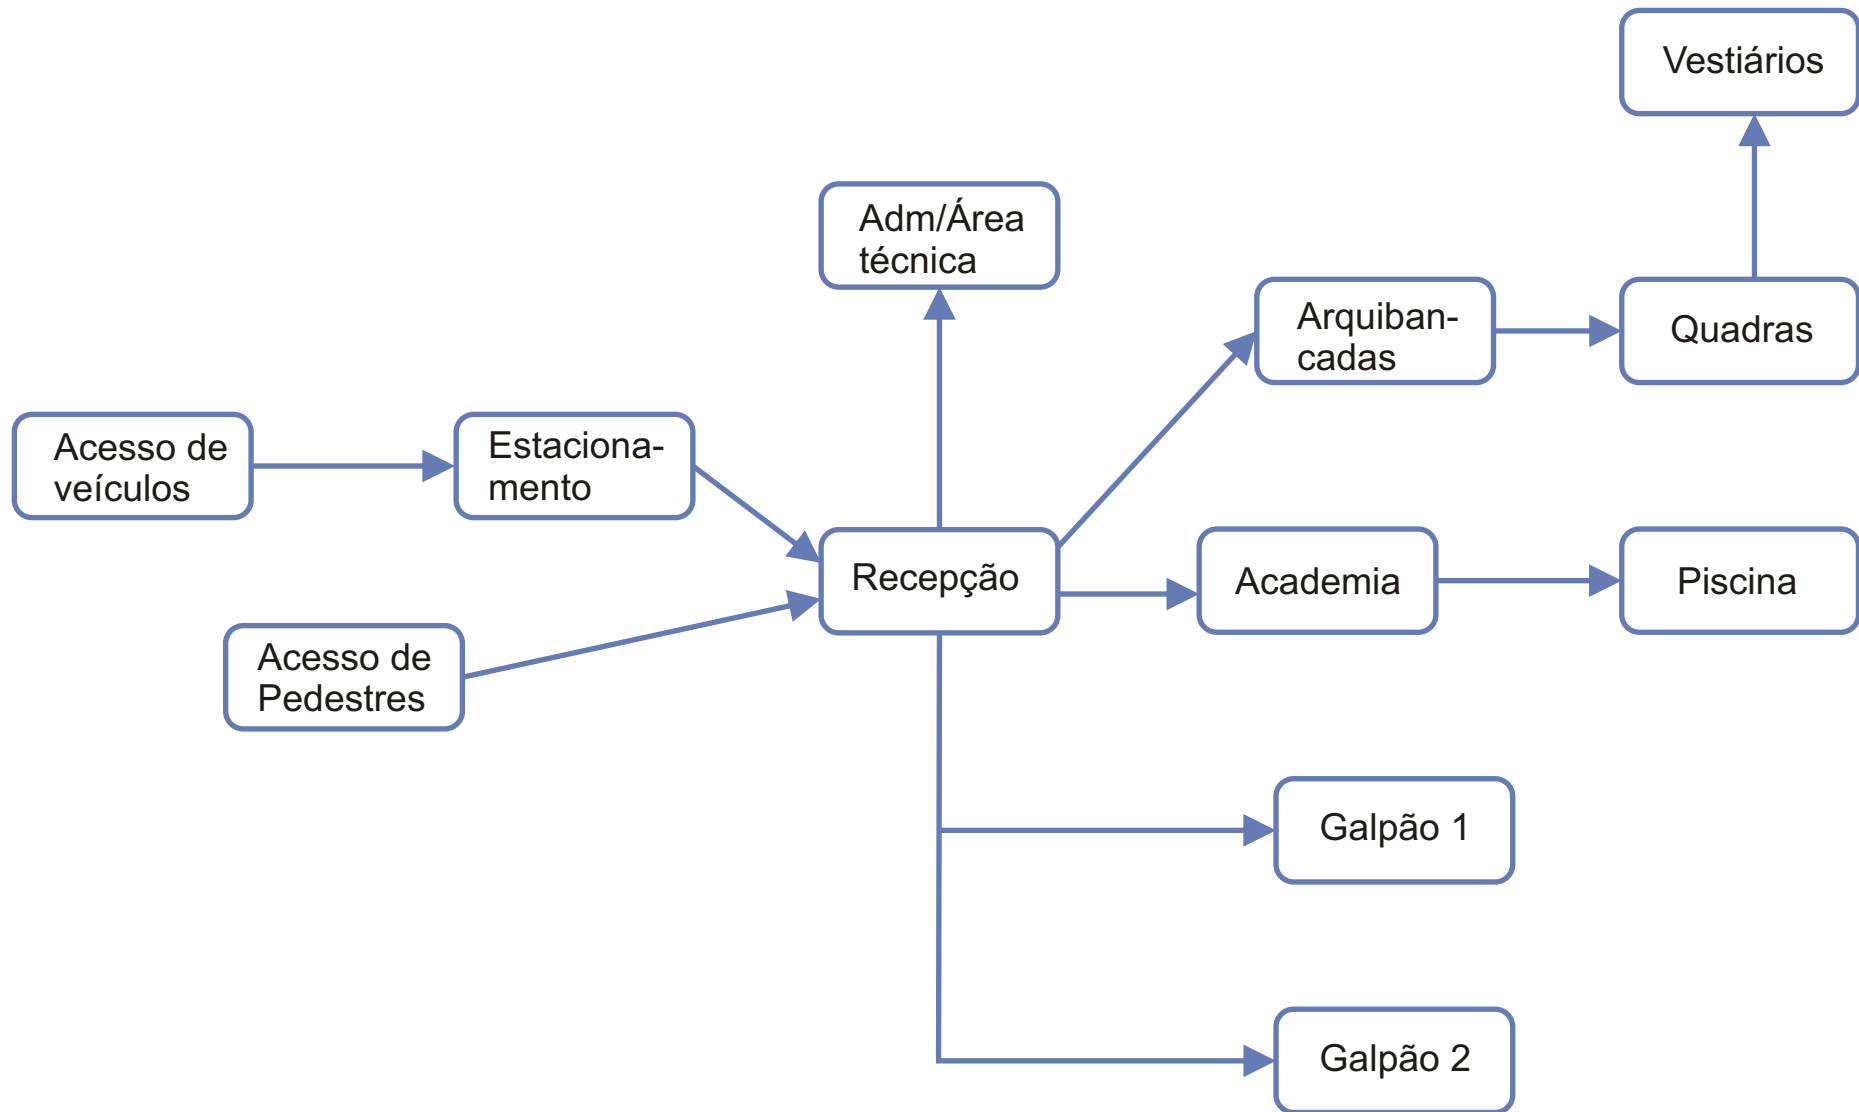 Vestiários
Adm/Área
técnica
Arquiban-
cadas
Quadras
Acesso de
veículos
Estaciona-
mento
Recepção
Academia
Piscina
Acesso de
Pedestres
Galpão 1
Galpão 2